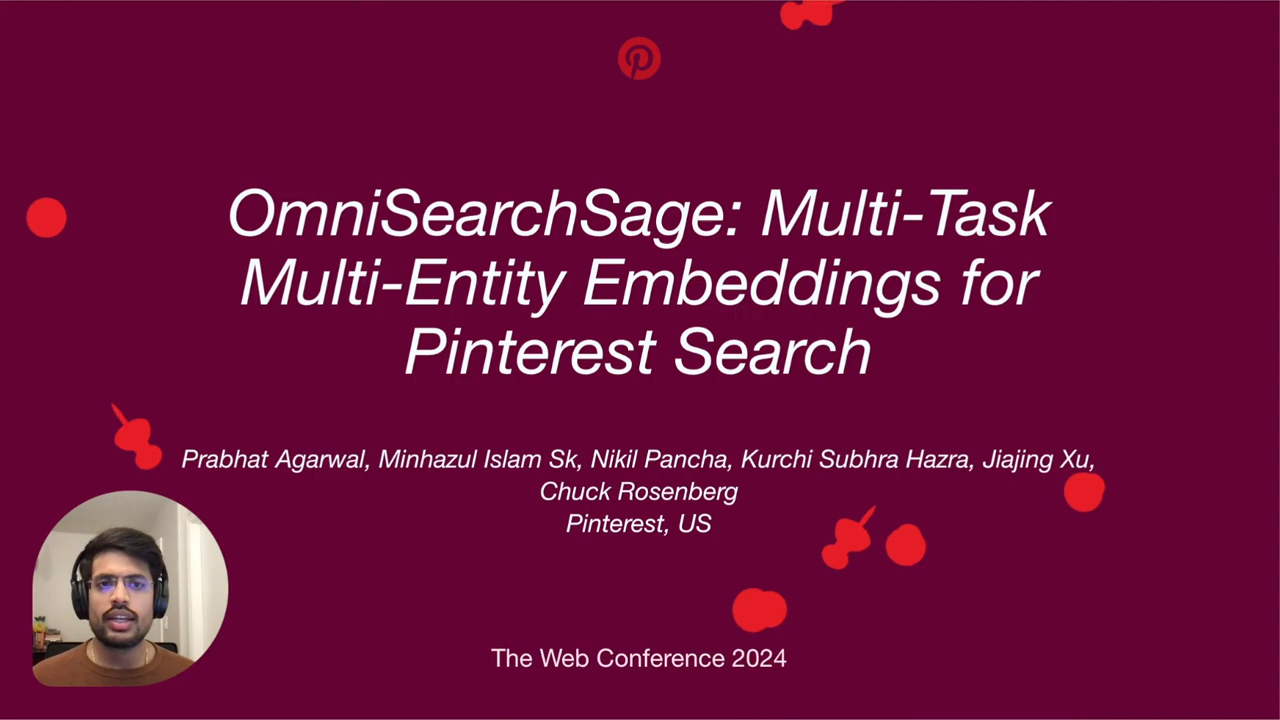 OmniSearchSage: Multi-Task
Multi-Entity Embeddings for
Pinterest Search
Prabhat Agarwal, Minhazul Islam Sk, Nikil Pancha, Kurchi Subhra Hazra, Jiajing Xu,
Chuck Rosenberg
Pinterest, US
The Web Conference 2024